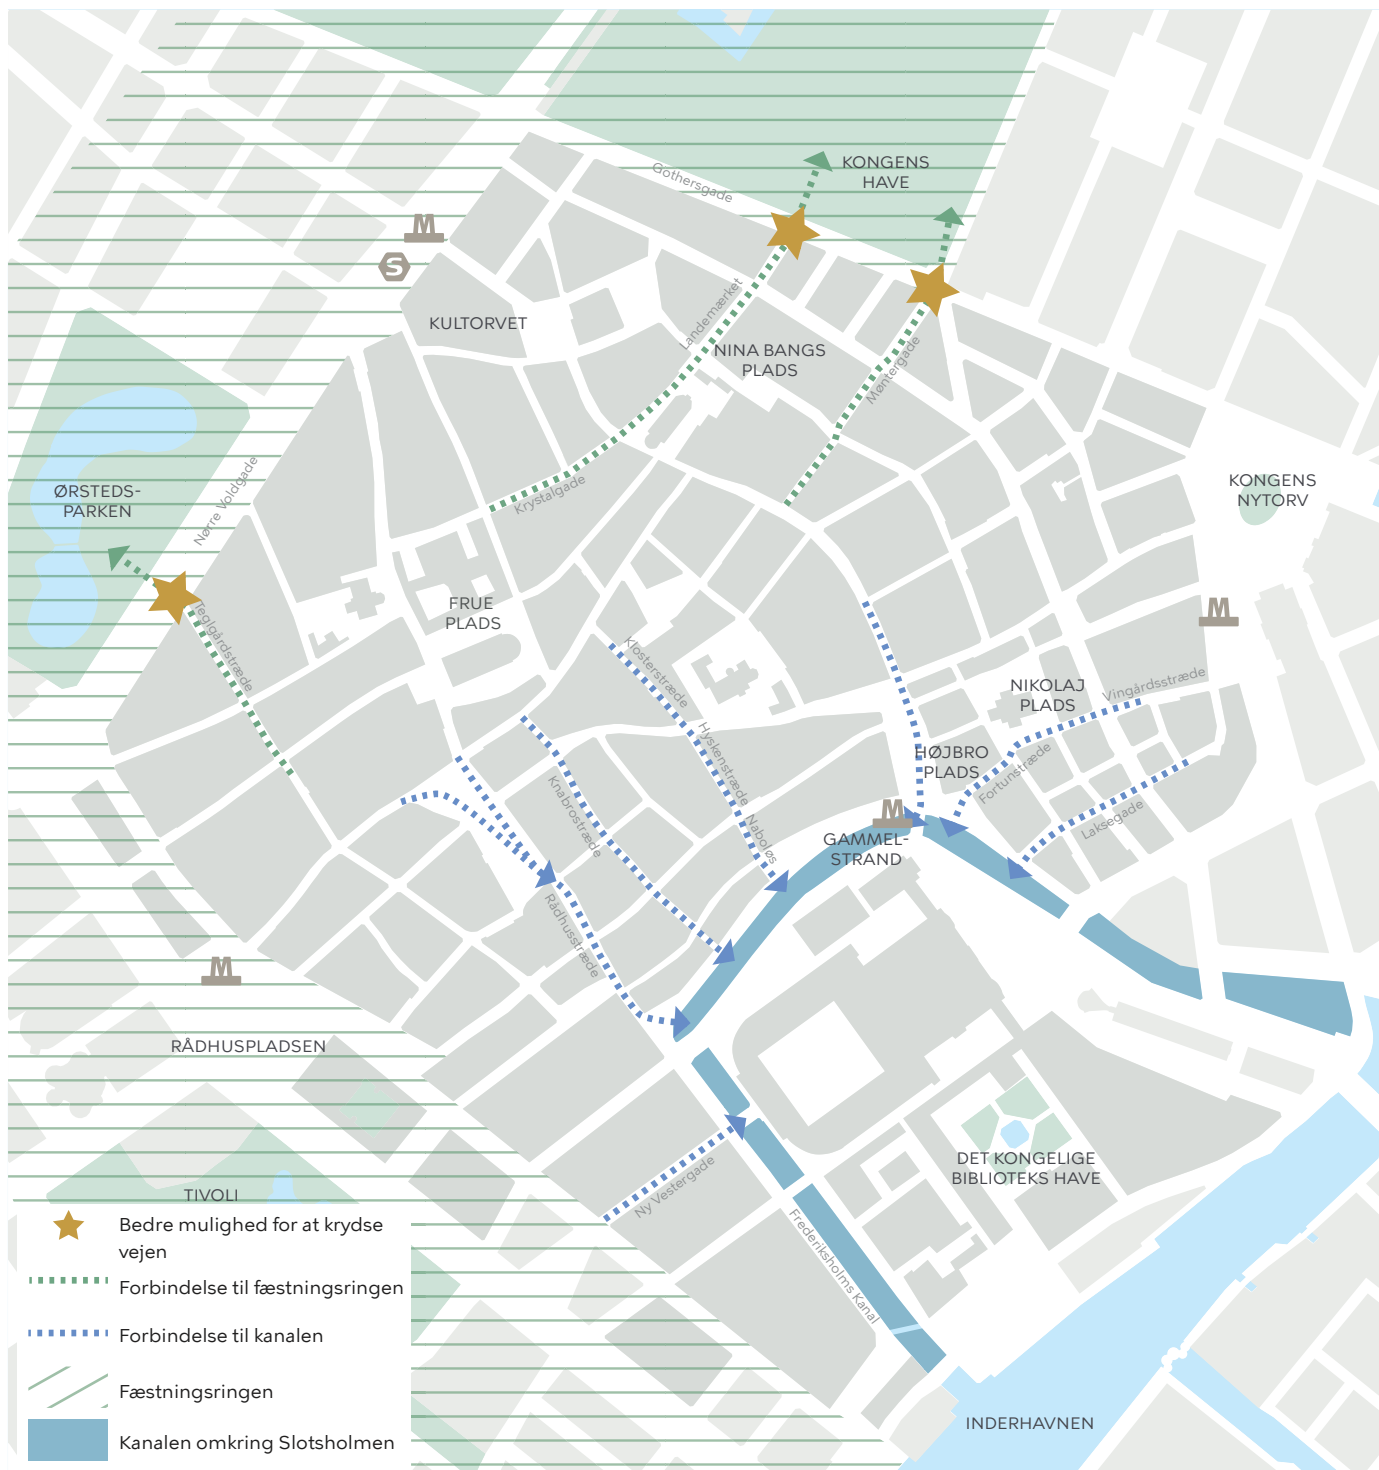 Gothersgade
KONGENS
HAVE
M
S
KULTORVET
Landemærket
NINA BANGS
PLADS
Møntergade
Krystalgade
Nørre Voldgade
ØRSTEDS-
PARKEN
KONGENS
NYTORV
FRUE
PLADS
M
Teglgårdstræde
Klosterstræde
NIKOLAJ
PLADS
Vingårdsstræde
Hyskenstræde
HØJBRO
PLADS
Fortunstræde
Knabrostræde
Naboløs
M
GAMMEL-
STRAND
Laksegade
Rådhusstræde
M
RÅDHUSPLADSEN
DET KONGELIGE
BIBLIOTEKS HAVE
Ny Vestergade
Frederiksholms Kanal
TIVOLI
INDERHAVNEN
Bedre mulighed for at krydse
vejen
Forbindelse til fæstningsringen
Forbindelse til kanalen
Fæstningsringen
Kanalen omkring Slotsholmen